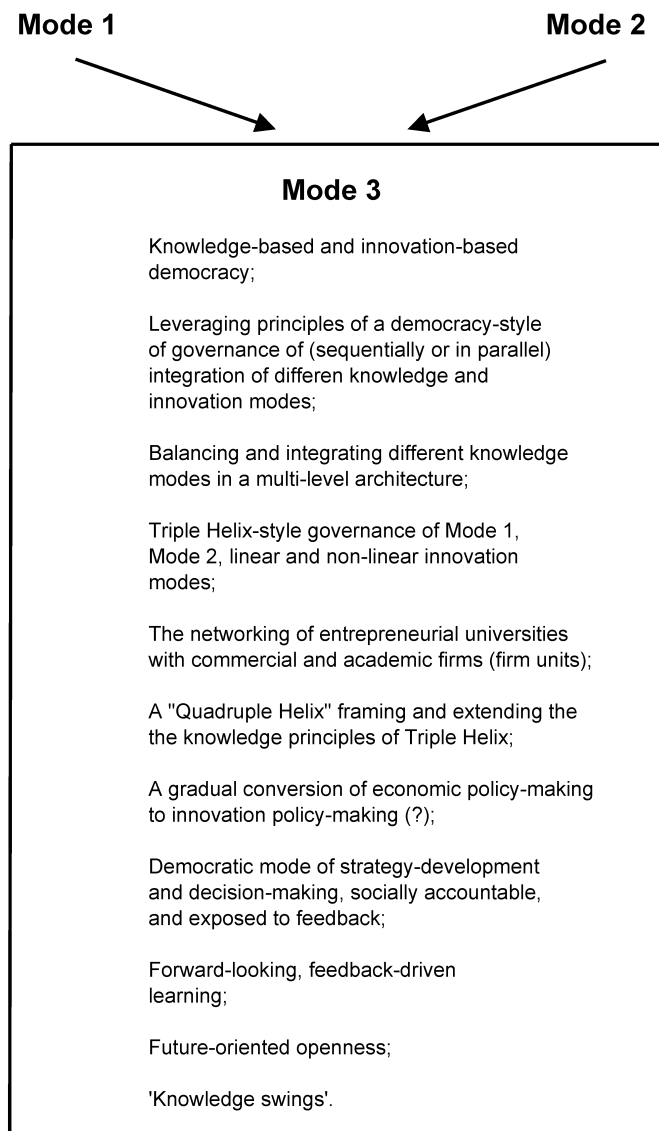 Mode 1
Mode 2
Mode 3
Knowledge-based and innovation-based
democracy;
Leveraging principles of a democracy-style
of governance of (sequentially or in parallel)
integration of differen knowledge and
innovation modes;
Balancing and integrating different knowledge
modes in a multi-level architecture;
Triple Helix-style governance of Mode 1,
Mode 2, linear and non-linear innovation
modes;
The networking of entrepreneurial universities
with commercial and academic firms (firm units);
A "Quadruple Helix" framing and extending the
the knowledge principles of Triple Helix;
A gradual conversion of economic policy-making
to innovation policy-making (?);
Democratic mode of strategy-development
and decision-making, socially accountable,
and exposed to feedback;
Forward-looking, feedback-driven
learning;
Future-oriented openness;
'Knowledge swings'.